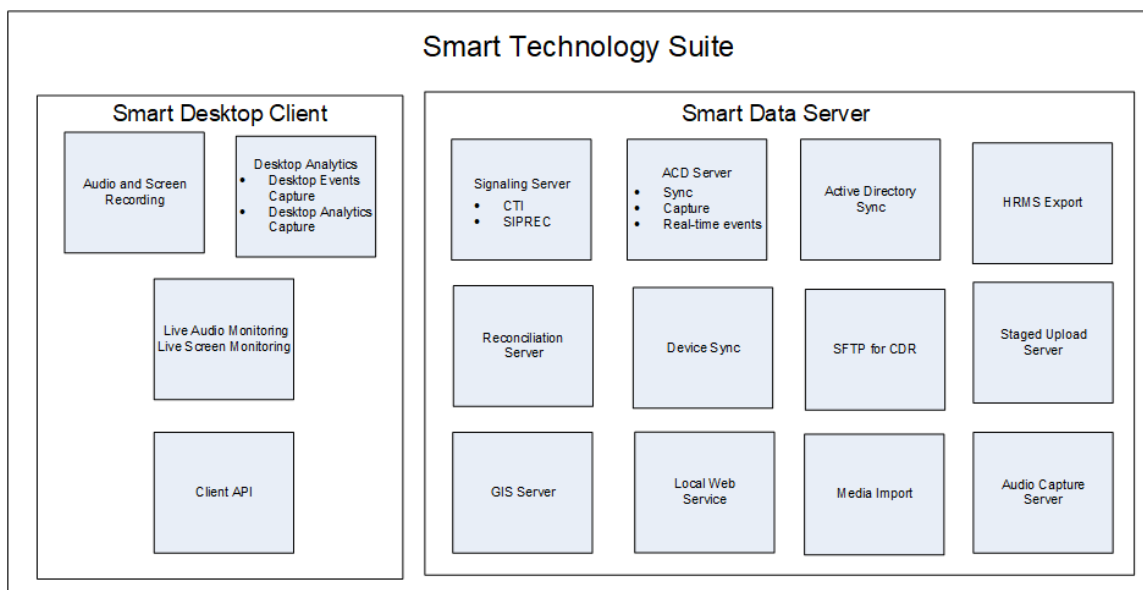 Smart Technology Suite
Smart Desktop Client
Audio and Screen
Recording
Desktop Analytics
• Desktop Events
Capture
• Desktop Analytics
Capture
Live Audio Monitoring
Live Screen Monitoring
Client API
Smart Data Server
Signaling Server
• CTI
• SIPREC
ACD Server
• Sync
• Capture
• Real-time events
Active Directory
Sync
HRMS Export
Reconciliation
Server
Device Sync
SFTP for CDR
Staged Upload
Server
GIS Server
Local Web
Service
Media Import
Audio Capture
Server